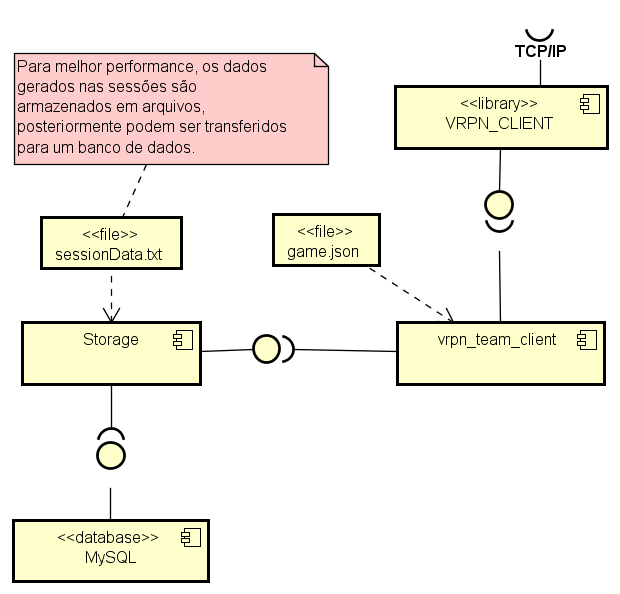 TCP/IP
Para melhor performance, os dados
gerados nas sessões são
armazenados em arquivos,
posteriormente podem ser transferidos
para um banco de dados.
<<library>>
VRPN_CLIENT
<<file>>
sessionData.txt
<<file>>
game.json
Storage
vrpn_team_client
<<database>>
MySQL